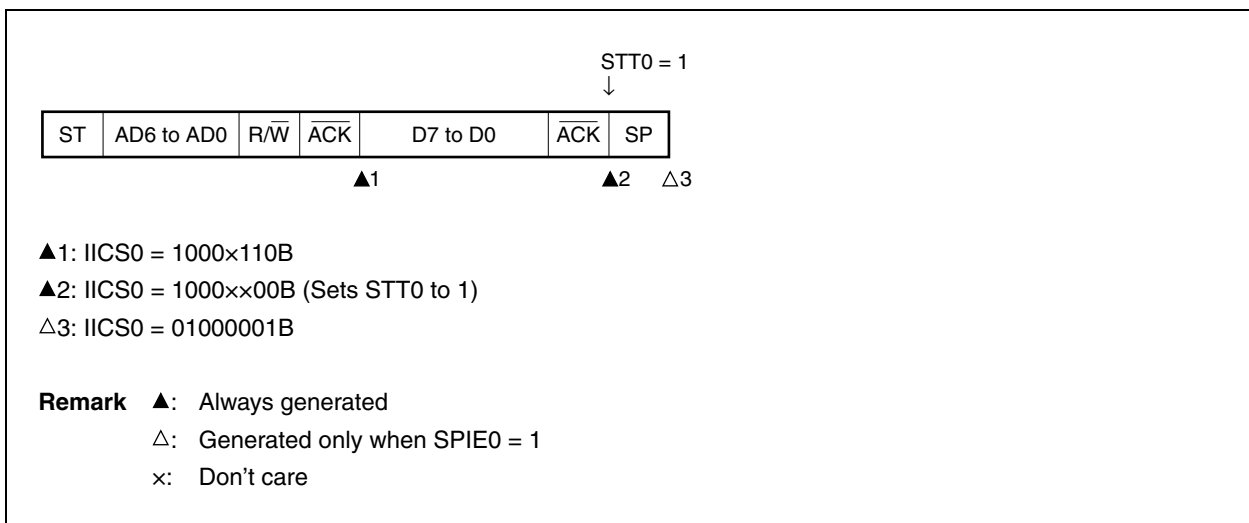 STT0 = 1
↓
ST AD6 to AD0 R/W̅ A̅C̅K̅ D7 to D0 A̅C̅K̅ SP
▲1 ▲2 △3
▲1: IICS0 = 1000×110B
▲2: IICS0 = 1000××00B (Sets STT0 to 1)
△3: IICS0 = 01000001B
Remark ▲: Always generated
△: Generated only when SPIE0 = 1
×: Don't care